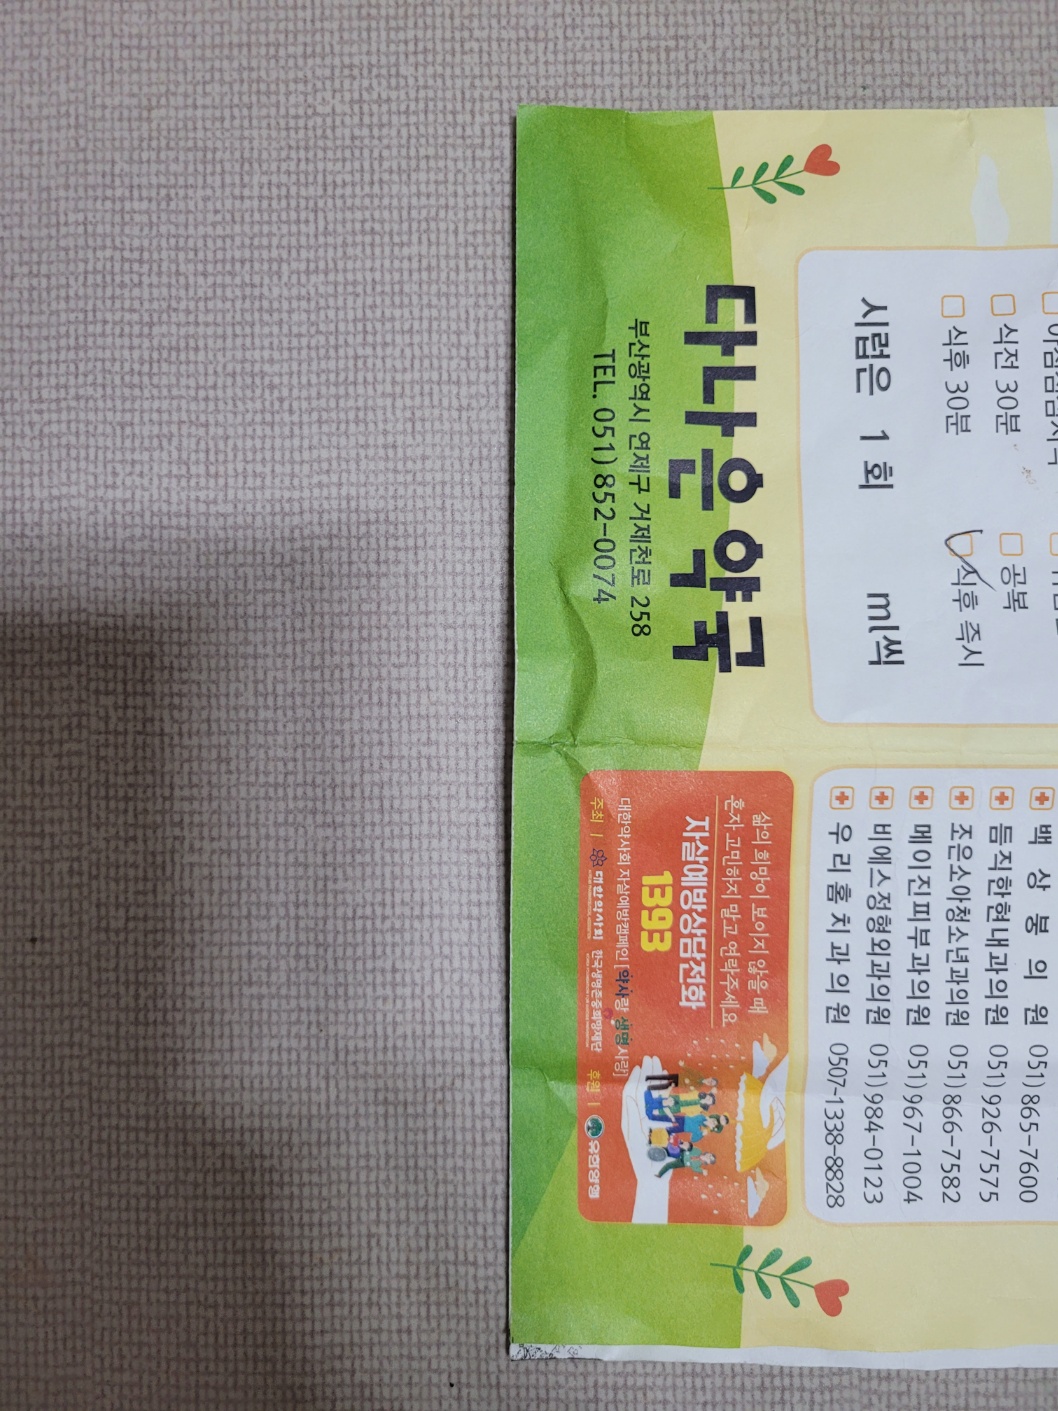 식전 30분
공복
식후 30분
식후 즉시
시럽은 1회 ml씩
다나은약국
부산광역시 연제구 거제천로 258
TEL. 051)852-0074
백상봉의원 051)865-7600
듬직한현내과의원 051)926-7575
조은소아청소년과의원 051)866-7582
메이진피부과의원 051)967-1004
비에스정형외과의원 051)984-0123
우리홈치과의원 0507-1338-8828
삶의 희망이 보이지 않을 때
혼자 고민하지 말고 연락주세요
자살예방상담전화
1393
대한약사회 자살예방캠페인 [약사랑 생명사랑]
주최 | 대한약사회 한국생명존중희망재단 후원 | 유한양행